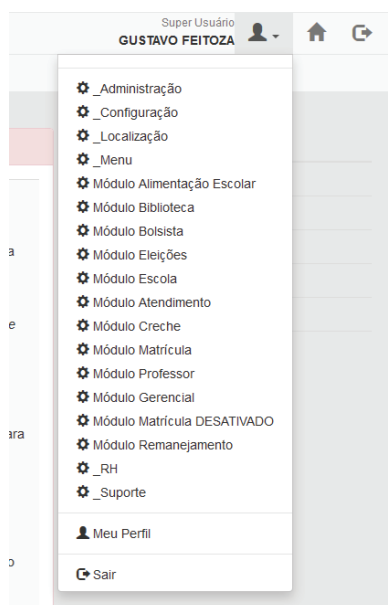 Super Usuário
GUSTAVO FEITOZA
_Administração
_Configuração
_Localização
_Menu
Módulo Alimentação Escolar
Módulo Biblioteca
Módulo Bolsista
a
Módulo Eleições
Módulo Escola
Módulo Atendimento
e
Módulo Creche
Módulo Matrícula
Módulo Professor
Módulo Gerencial
Módulo Matrícula DESATIVADO
ara
Módulo Remanejamento
_RH
_Suporte
Meu Perfil
o
Sair